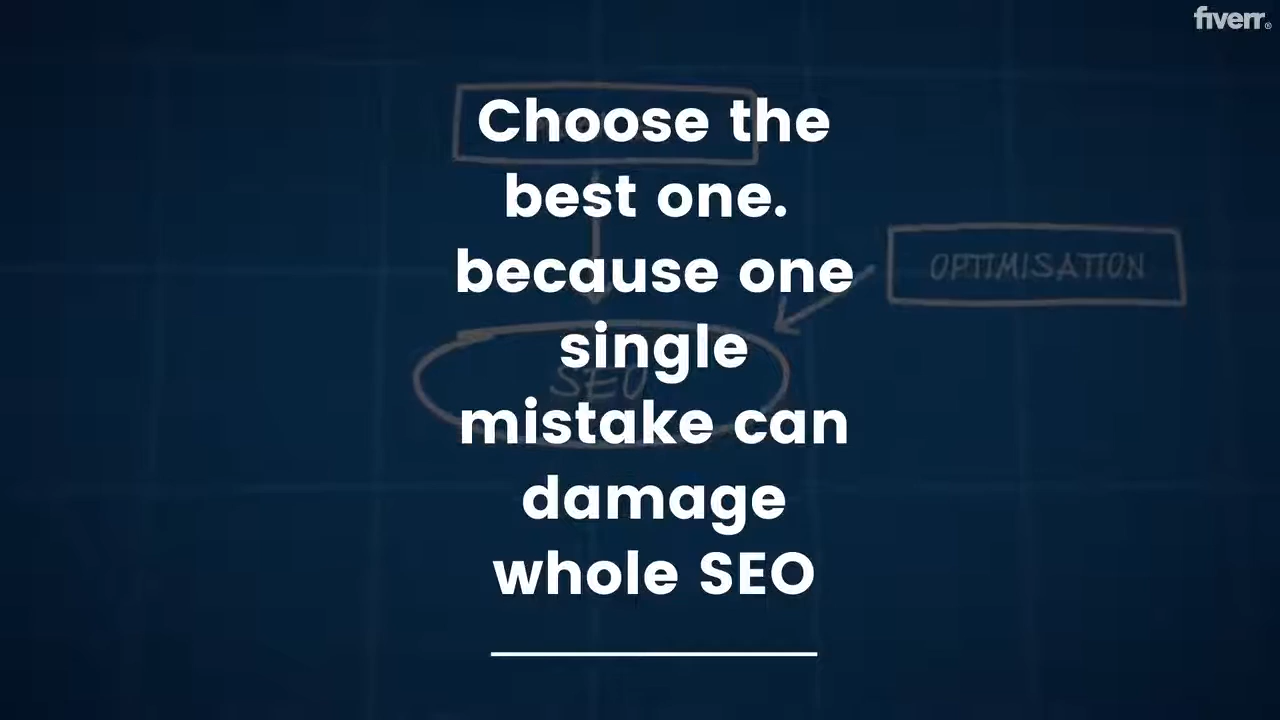 fiverr®
Choose the
best one.
because one
single
mistake can
damage
whole SEO
OPTIMISATION
SEO